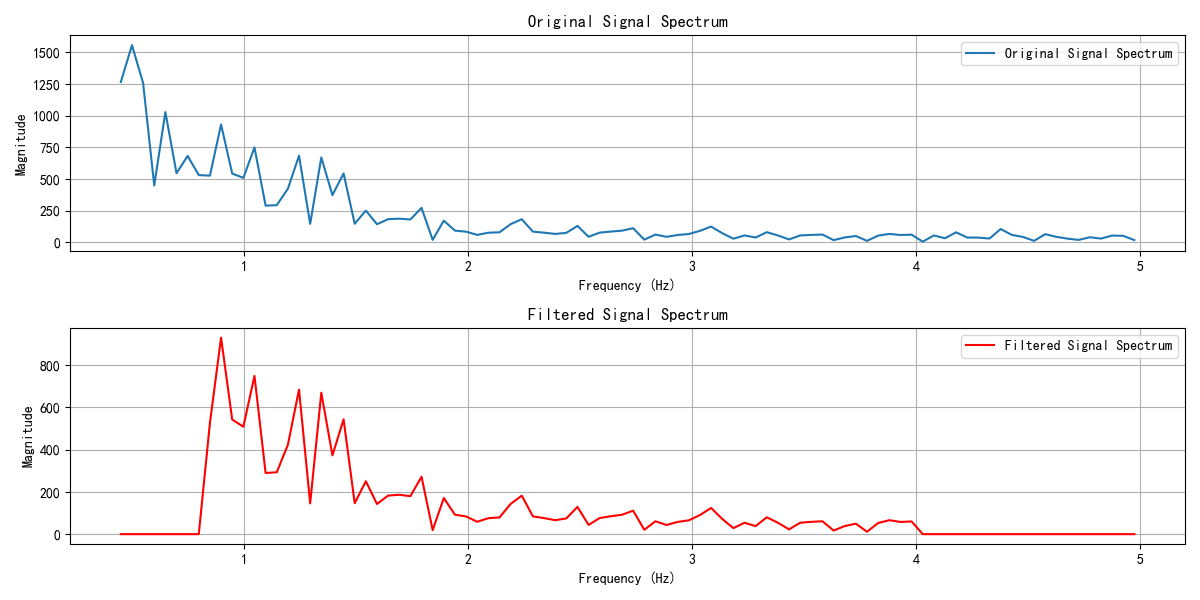 Original Signal Spectrum
Original Signal Spectrum
Magnitude
1500
1250
1000
750
500
250
0
1 2 3 4 5
Frequency (Hz)
Filtered Signal Spectrum
Filtered Signal Spectrum
Magnitude
800
600
400
200
0
1 2 3 4 5
Frequency (Hz)